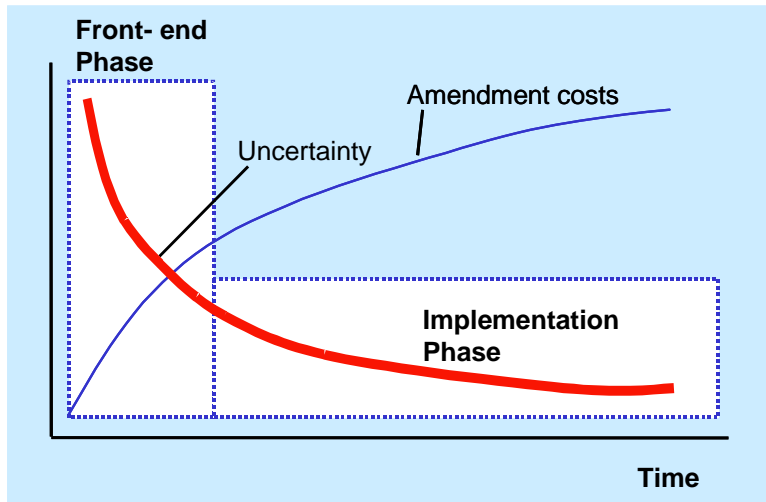 Front- end
Phase
Amendment costs
Uncertainty
Implementation
Phase
Time